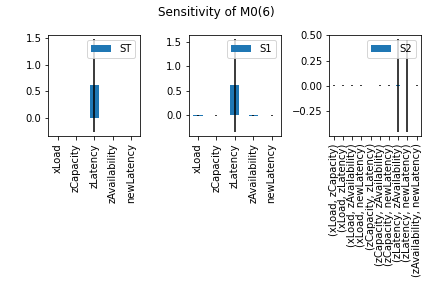 Sensitivity of M0(6)
1.5
1.0
0.5
0.0
ST
xLoad
zCapacity
zLatency
zAvailability
newLatency
1.5
1.0
0.5
0.0
S1
xLoad
zCapacity
zLatency
zAvailability
newLatency
0.50
0.25
0.00
−0.25
S2
(xLoad, zCapacity)
(xLoad, zLatency)
(xLoad, zAvailability)
(xLoad, newLatency)
(zCapacity, zLatency)
(zCapacity, zAvailability)
(zCapacity, newLatency)
(zLatency, zAvailability)
(zLatency, newLatency)
(zAvailability, newLatency)